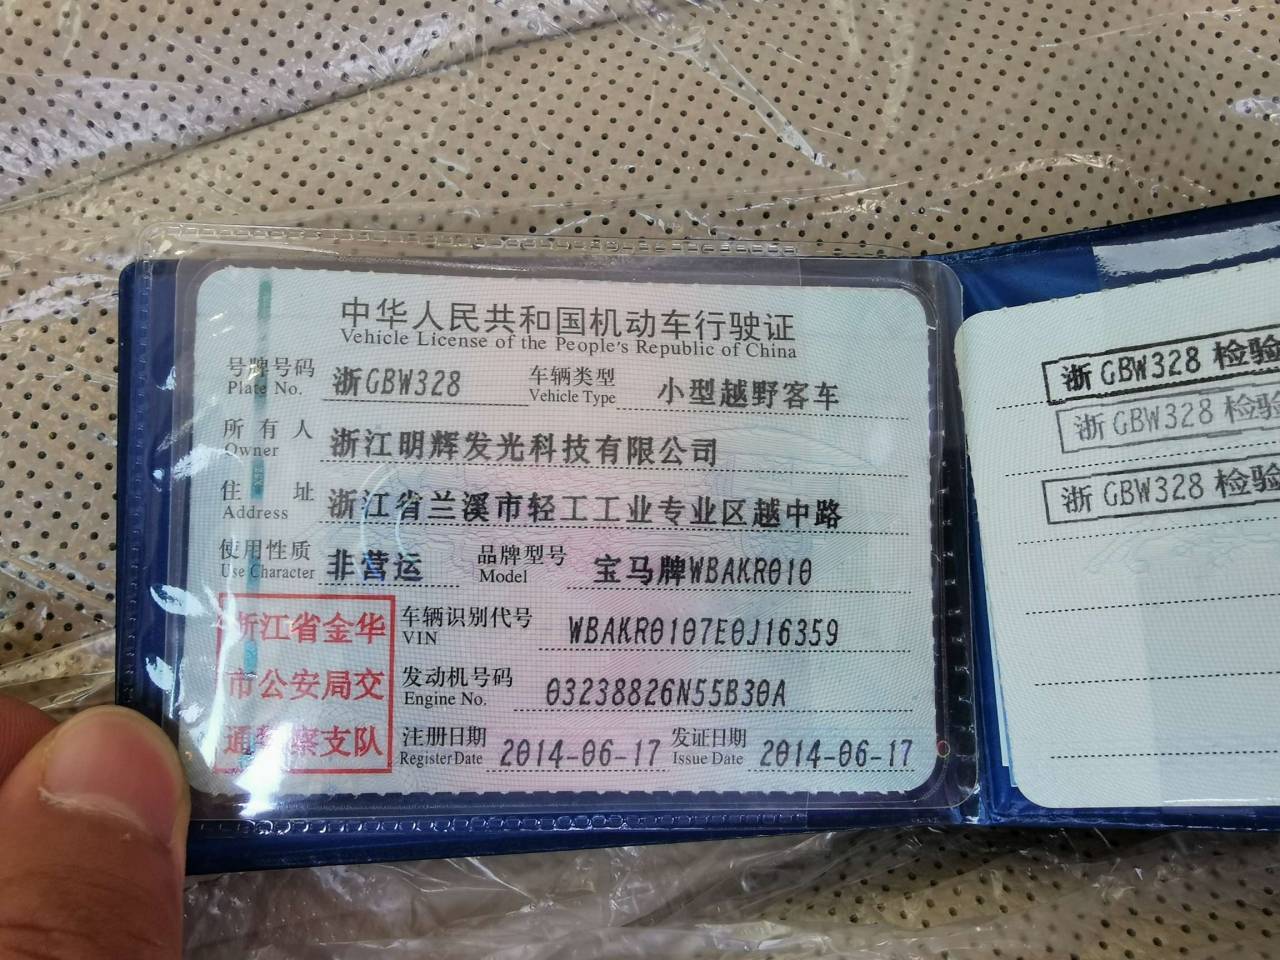 中华人民共和国机动车行驶证
Vehicle License of the People's Republic of China
号牌号码 浙GBW328 车辆类型 小型越野客车
Plate No. Vehicle Type
所有人 浙江明辉发光科技有限公司
Owner
住址 浙江省兰溪市轻工工业专业区越中路
Address
使用性质 非营运 品牌型号 宝马牌WBAKR010
Use Character Model
浙江省金华
市公安局交
通警察支队
车辆识别代号 WBAKR0107E0J16359
VIN
发动机号码 03238826N55B30A
Engine No.
注册日期 2014-06-17 发证日期 2014-06-17
Register Date Issue Date
浙GBW328 检验
浙GBW328 检验
浙GBW328 检验